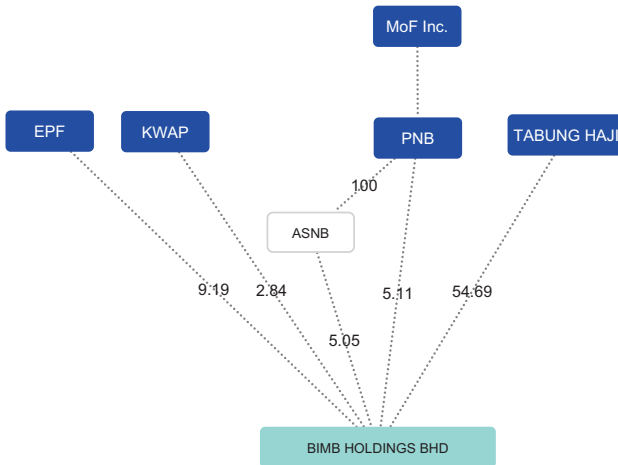 MoF Inc.
EPF
KWAP
PNB
TABUNG HAJI
100
ASNB
9.19
2.84
5.11
54.69
5.05
BIMB HOLDINGS BHD